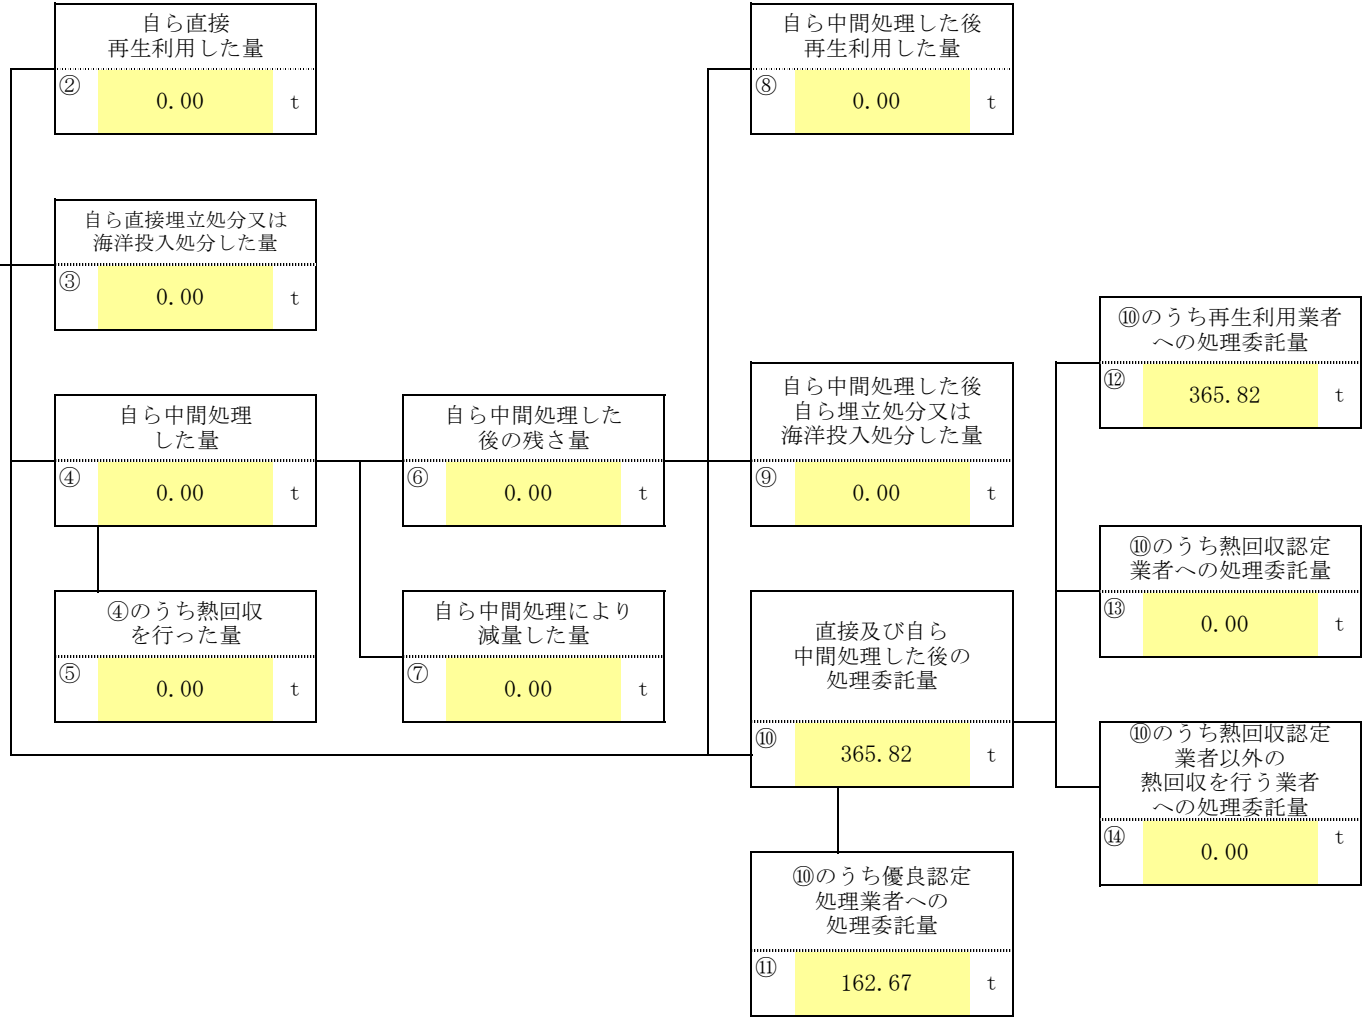 自ら直接
再生利用した量
② 0.00 t
自ら直接埋立処分又は
海洋投入処分した量
③ 0.00 t
自ら中間処理
した量
④ 0.00 t
④のうち熱回収
を行った量
⑤ 0.00 t
自ら中間処理した
後の残さ量
⑥ 0.00 t
自ら中間処理により
減量した量
⑦ 0.00 t
自ら中間処理した後
再生利用した量
⑧ 0.00 t
自ら中間処理した後
自ら埋立処分又は
海洋投入処分した量
⑨ 0.00 t
直接及び自ら
中間処理した後の
処理委託量
⑩ 365.82 t
⑩のうち優良認定
処理業者への
処理委託量
⑪ 162.67 t
⑩のうち再生利用業者
への処理委託量
⑫ 365.82 t
⑩のうち熱回収認定
業者への処理委託量
⑬ 0.00 t
⑩のうち熱回収認定
業者以外の
熱回収を行う業者
への処理委託量
⑭ 0.00 t